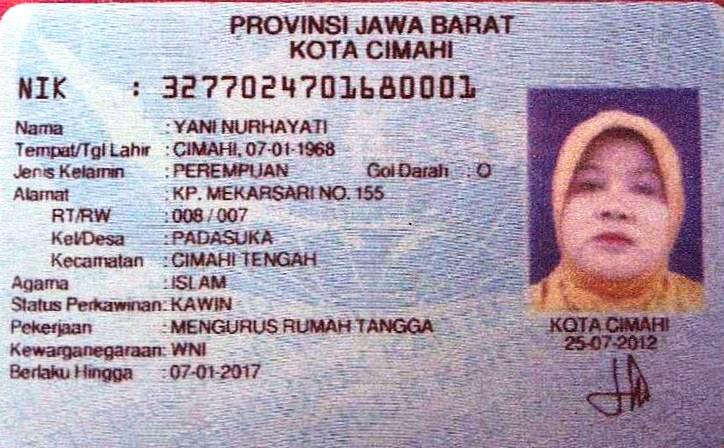 PROVINSI JAWA BARAT
KOTA CIMAHI
NIK : 3277024701680001
Nama : YANI NURHAYATI
Tempat/Tgl Lahir : CIMAHI, 07-01-1968
Jenis Kelamin : PEREMPUAN Gol Darah : O
Alamat : KP. MEKARSARI NO. 155
RT/RW : 008 / 007
Kel/Desa : PADASUKA
Kecamatan : CIMAHI TENGAH
Agama : ISLAM
Status Perkawinan: KAWIN
Pekerjaan : MENGURUS RUMAH TANGGA
Kewarganegaraan: WNI
Berlaku Hingga : 07-01-2017
KOTA CIMAHI
25-07-2012